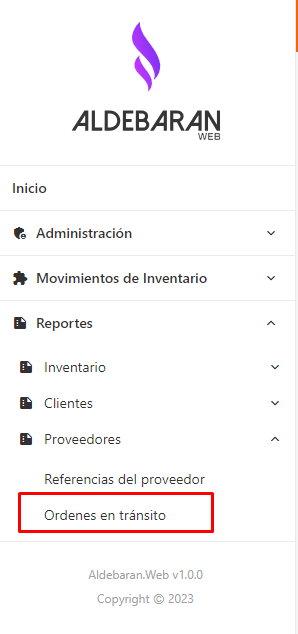 ALDEBARAN
WEB
Inicio
Administración
Movimientos de Inventario
Reportes
Inventario
Clientes
Proveedores
Referencias del proveedor
Ordenes en tránsito
Aldebaran.Web v1.0.0
Copyright © 2023